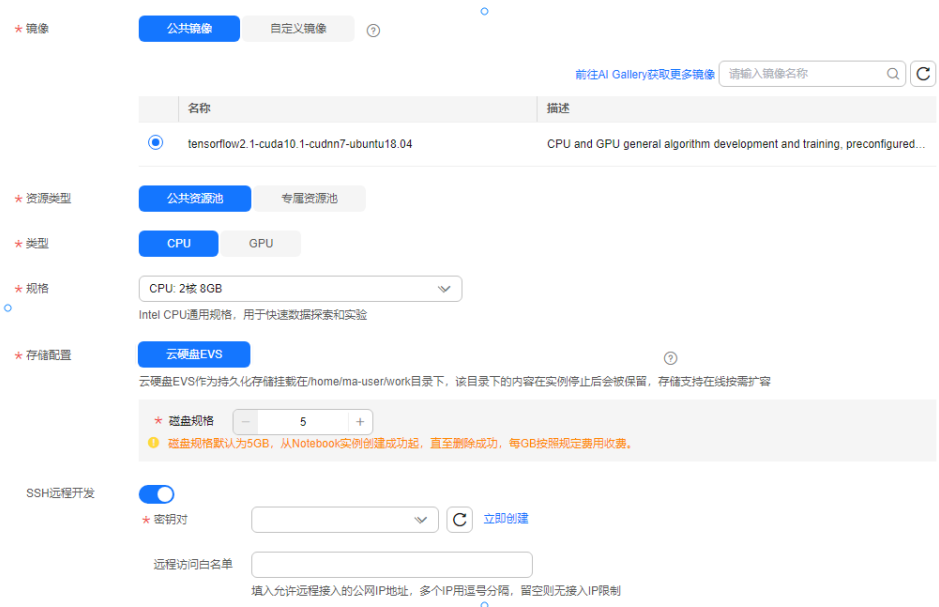 * 镜像 公共镜像 自定义镜像 ?
前往AI Gallery获取更多镜像 请输入镜像名称
名称 描述
tensorflow2.1-cuda10.1-cudnn7-ubuntu18.04 CPU and GPU general algorithm development and training, preconfigured...
* 资源类型 公共资源池 专属资源池
* 类型 CPU GPU
* 规格 CPU: 2核 8GB
Intel CPU通用规格，用于快速数据探索和实验
* 存储配置 云硬盘EVS ?
云硬盘EVS作为持久化存储挂载在/home/ma-user/work目录下，该目录下的内容在实例停止后会被保留，存储支持在线按需扩容
* 磁盘规格 − 5 +
! 磁盘规格默认为5GB，从Notebook实例创建成功起，直至删除成功，每GB按照规定费用收费。
SSH远程开发
* 密钥对 立即创建
远程访问白名单
填入允许远程接入的公网IP地址，多个IP用逗号分隔，留空则无接入IP限制